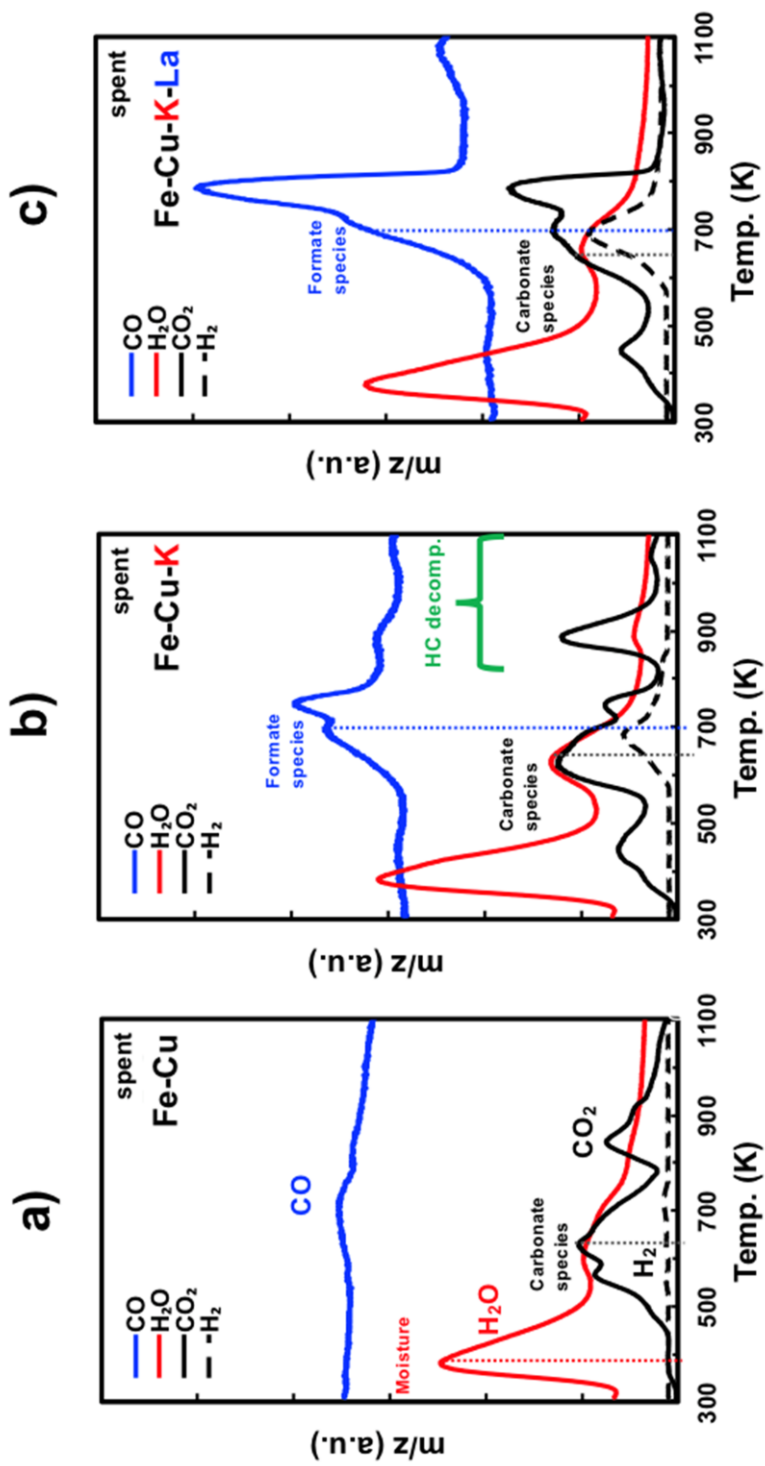 a)
spent
Fe-Cu
CO
H₂O
CO₂
H₂
CO
Moisture
H₂O
Carbonate
species
H₂
CO₂
m/z (a.u.)
300 500 700 900 1100
Temp. (K)
b)
spent
Fe-Cu-K
CO
H₂O
CO₂
H₂
Formate
species
Carbonate
species
HC decomp.
m/z (a.u.)
300 500 700 900 1100
Temp. (K)
c)
spent
Fe-Cu-K-La
CO
H₂O
CO₂
H₂
Formate
species
Carbonate
species
m/z (a.u.)
300 500 700 900 1100
Temp. (K)